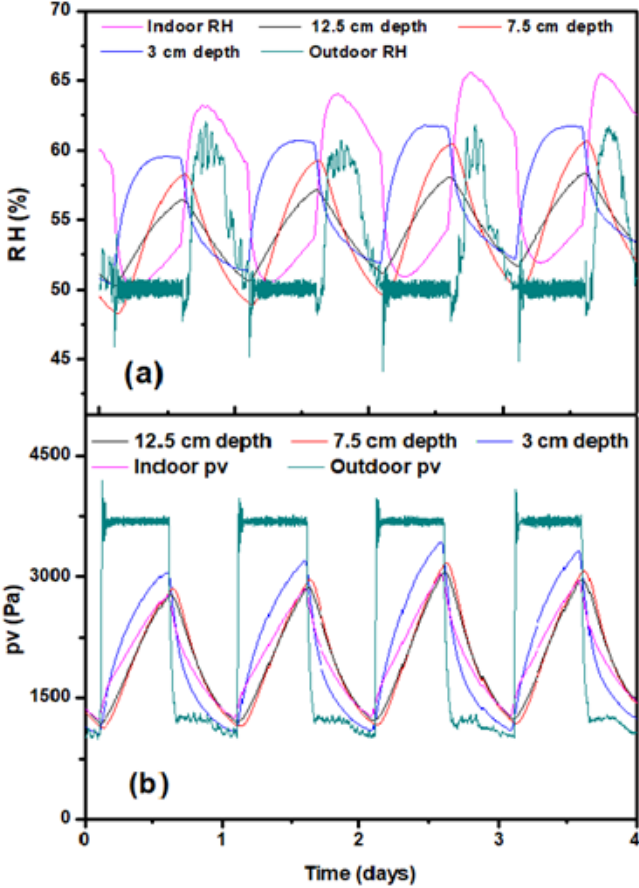 70
Indoor RH 12.5 cm depth 7.5 cm depth
3 cm depth Outdoor RH
65
60
55
50
45
RH (%)
(a)
12.5 cm depth 7.5 cm depth 3 cm depth
Indoor pv Outdoor pv
4500
3000
1500
0
pv (Pa)
(b)
0 1 2 3 4
Time (days)